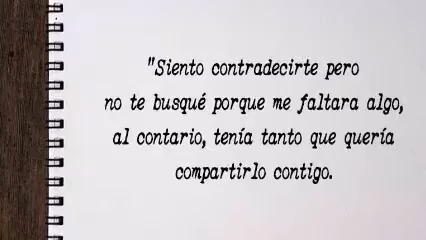 "Siento contradecirte pero
no te busqué porque me faltara algo,
al contario, tenía tanto que quería
compartirlo contigo.